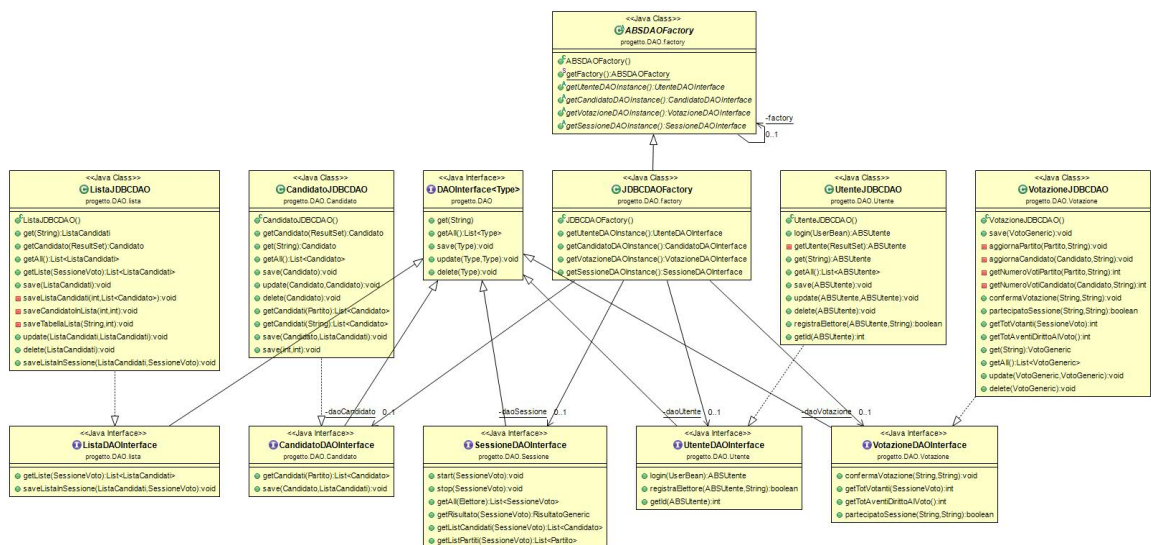 <<Java Class>>
ABSDAOFactory
progetto.DAO.factory
ABSDAOFactory()
getFactory():ABSDAOFactory
getUtenteDAOInstance():UtenteDAOInterface
getCandidatoDAOInstance():CandidatoDAOInterface
getVotazioneDAOInstance():VotazioneDAOInterface
getSessioneDAOInstance():SessioneDAOInterface
-factory
0..1
<<Java Class>>
ListaJDBCDAO
progetto.DAO.lista
ListaJDBCDAO()
get(String):ListaCandidati
getCandidato(ResultSet):Candidato
getAll():List<ListaCandidati>
getListe(SessioneVoto):List<ListaCandidati>
save(ListaCandidati):void
saveListaCandidati(int,List<Candidato>):void
saveCandidatoInLista(int,int):void
saveTabellaLista(String,int):void
update(ListaCandidati,ListaCandidati):void
delete(ListaCandidati):void
saveListaInSessione(ListaCandidati,SessioneVoto):void
<<Java Class>>
CandidatoJDBCDAO
progetto.DAO.Candidato
CandidatoJDBCDAO()
getCandidato(ResultSet):Candidato
get(String):Candidato
getAll():List<Candidato>
save(Candidato):void
update(Candidato,Candidato):void
delete(Candidato):void
getCandidati(Partito):List<Candidato>
getCandidati(String):List<Candidato>
save(Candidato,ListaCandidati):void
save(int,int):void
<<Java Interface>>
DAOInterface<Type>
progetto.DAO
get(String)
getAll():List<Type>
save(Type):void
update(Type,Type):void
delete(Type):void
<<Java Class>>
JDBCDAOFactory
progetto.DAO.factory
JDBCDAOFactory()
getUtenteDAOInstance():UtenteDAOInterface
getCandidatoDAOInstance():CandidatoDAOInterface
getVotazioneDAOInstance():VotazioneDAOInterface
getSessioneDAOInstance():SessioneDAOInterface
<<Java Class>>
UtenteJDBCDAO
progetto.DAO.Utente
UtenteJDBCDAO()
login(UserBean):ABSUtente
getUtente(ResultSet):ABSUtente
get(String):ABSUtente
getAll():List<ABSUtente>
save(ABSUtente):void
update(ABSUtente,ABSUtente):void
delete(ABSUtente):void
registraElettore(ABSUtente,String):boolean
getId(ABSUtente):int
<<Java Class>>
VotazioneJDBCDAO
progetto.DAO.Votazione
VotazioneJDBCDAO()
save(VotoGeneric):void
aggiornaPartito(Partito,String):void
aggiornaCandidato(Candidato,String):void
getNumeroVotiPartito(Partito,String):int
getNumeroVotiCandidato(Candidato,String):int
confermaVotazione(String,String):void
partecipatoSessione(String,String):boolean
getTotVotanti(SessioneVoto):int
getTotAventiDirittoAlVoto():int
get(String):VotoGeneric
getAll():List<VotoGeneric>
update(VotoGeneric,VotoGeneric):void
delete(VotoGeneric):void
-daoCandidato
0..1
-daoSessione
0..1
-daoUtente
0..1
-daoVotazione
0..1
<<Java Interface>>
ListaDAOInterface
progetto.DAO.lista
getListe(SessioneVoto):List<ListaCandidati>
saveListaInSessione(ListaCandidati,SessioneVoto):void
<<Java Interface>>
CandidatoDAOInterface
progetto.DAO.Candidato
getCandidati(Partito):List<Candidato>
save(Candidato,ListaCandidati):void
<<Java Interface>>
SessioneDAOInterface
progetto.DAO.Sessione
start(SessioneVoto):void
stop(SessioneVoto):void
getAll(Elettore):List<SessioneVoto>
getRisultato(SessioneVoto):RisultatoGeneric
getListCandidati(SessioneVoto):List<Candidato>
getListPartiti(SessioneVoto):List<Partito>
<<Java Interface>>
UtenteDAOInterface
progetto.DAO.Utente
login(UserBean):ABSUtente
registraElettore(ABSUtente,String):boolean
getId(ABSUtente):int
<<Java Interface>>
VotazioneDAOInterface
progetto.DAO.Votazione
confermaVotazione(String,String):void
getTotVotanti(SessioneVoto):int
getTotAventiDirittoAlVoto():int
partecipatoSessione(String,String):boolean